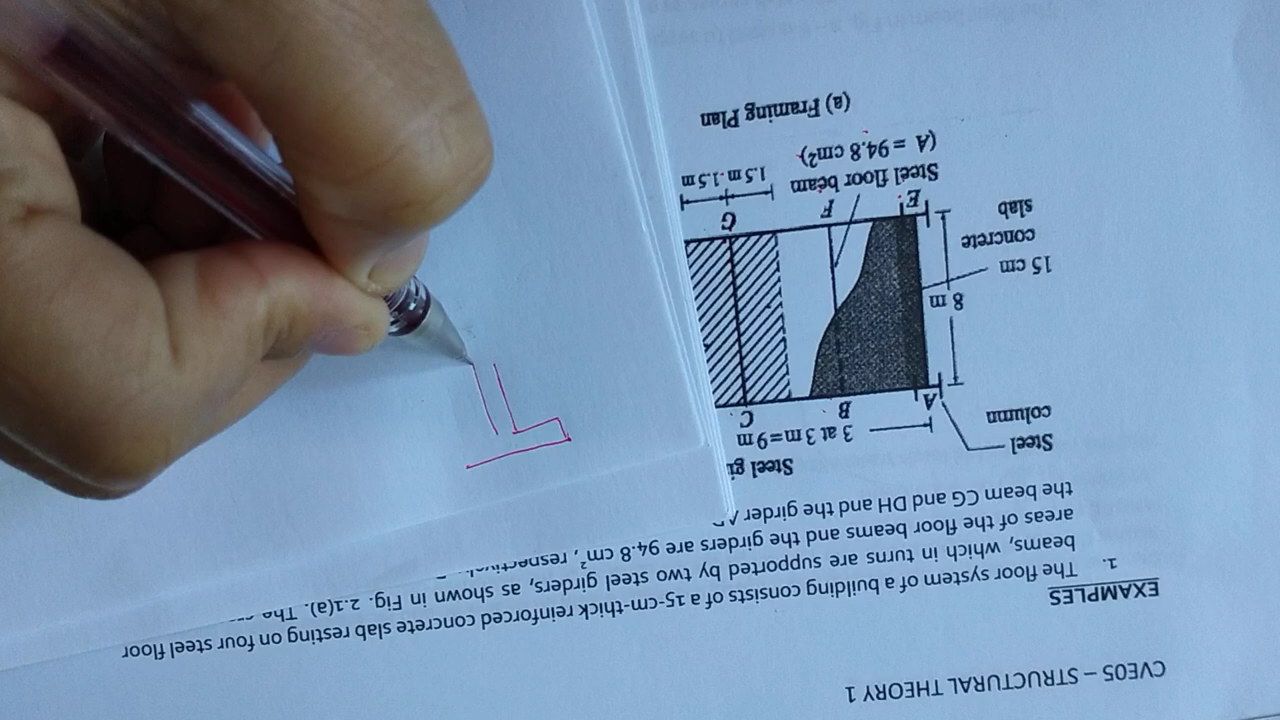 CVE05 – STRUCTURAL THEORY 1
EXAMPLES
1. The floor system of a building consists of a 15-cm-thick reinforced concrete slab resting on four steel floor
beams, which in turns are supported by two steel girders, as shown in Fig. 2.1(a). The
areas of the floor beams and the girders are 94.8 cm²,
the beam CG and DH and the girder
Steel
Steel
column
3 at 3 m=9 m
A
B
C
8 m
15 cm
concrete
slab
E
F
G
Steel floor beam
(A = 94.8 cm²)
1.5 m 1.5 m
(a) Framing Plan